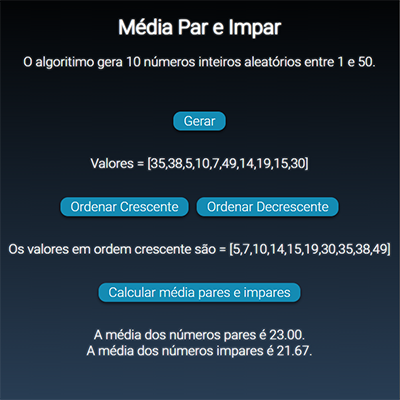 Média Par e Impar
O algoritimo gera 10 números inteiros aleatórios entre 1 e 50.
Gerar
Valores = [35,38,5,10,7,49,14,19,15,30]
Ordenar Crescente
Ordenar Decrescente
Os valores em ordem crescente são = [5,7,10,14,15,19,30,35,38,49]
Calcular média pares e impares
A média dos números pares é 23.00.
A média dos números impares é 21.67.